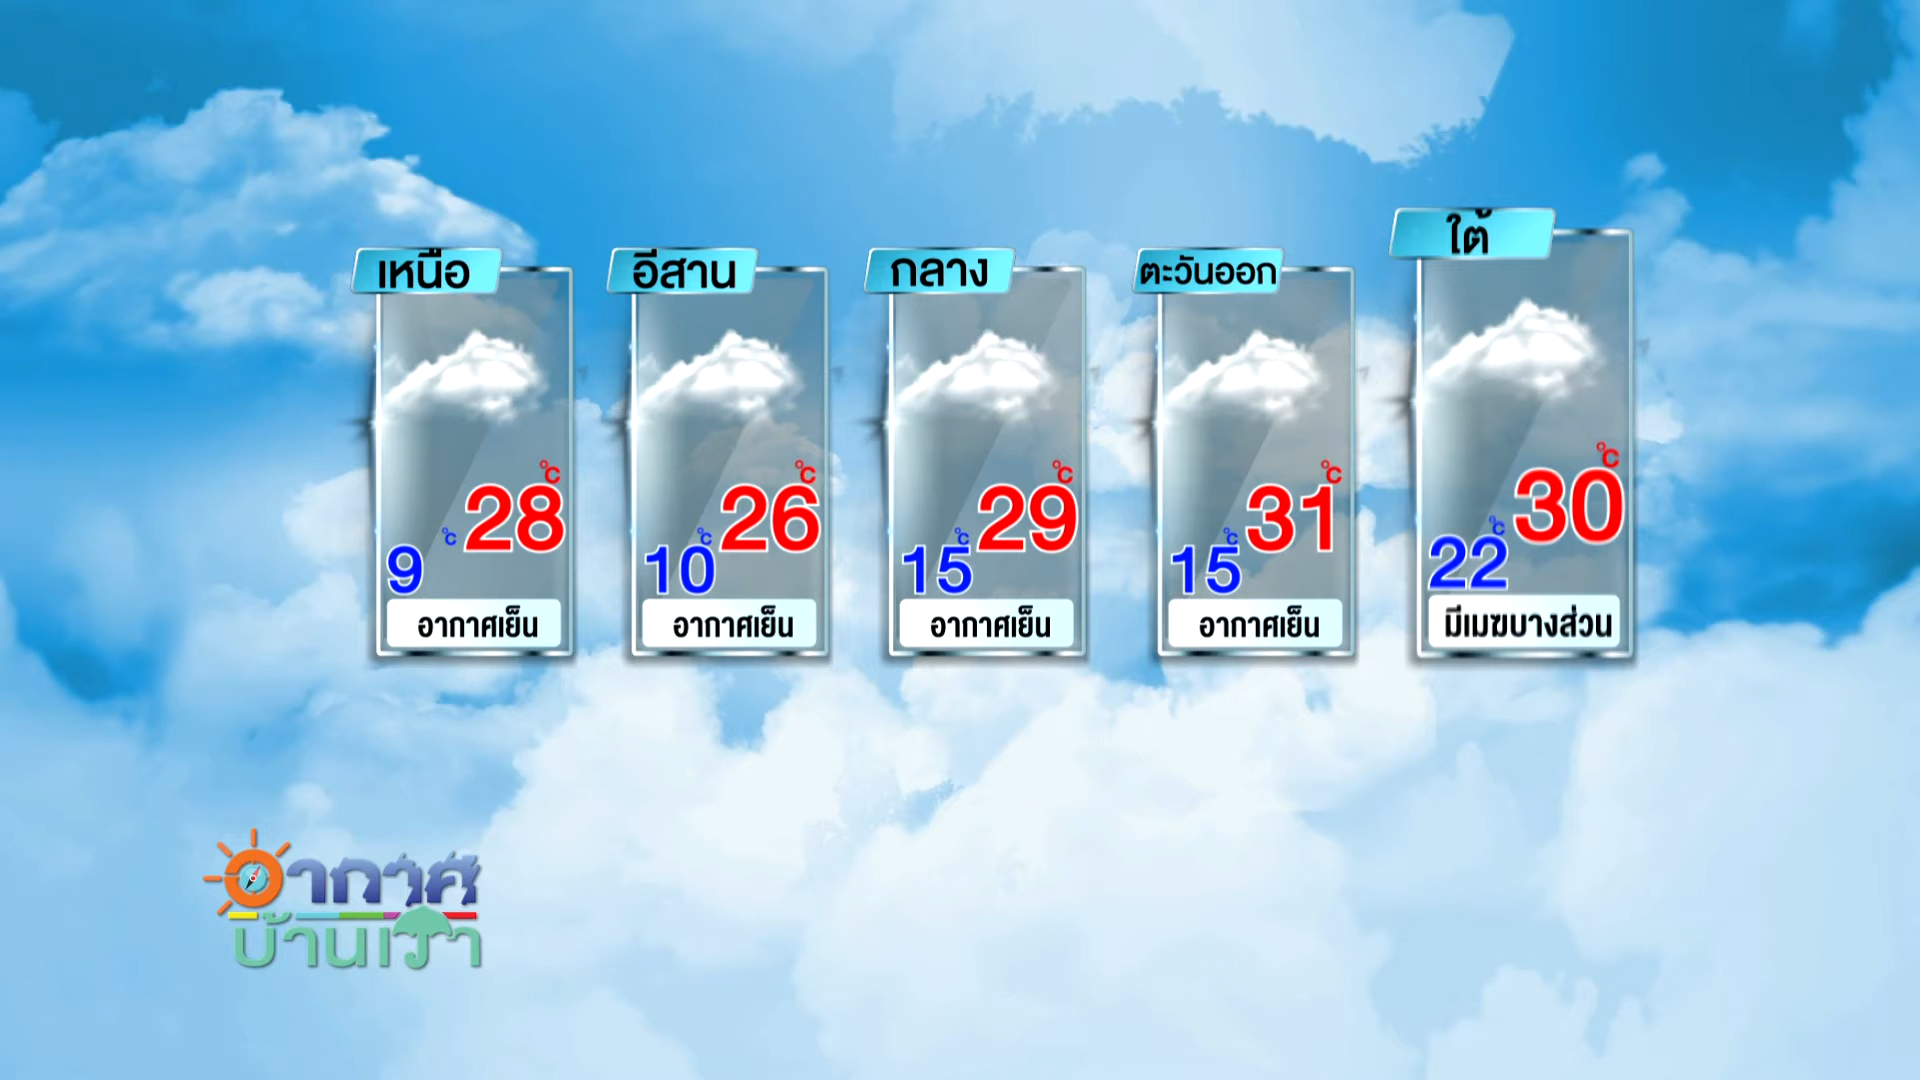 เหนือ
°C
28
°C
9
อากาศเย็น
อีสาน
°C
26
°C
10
อากาศเย็น
กลาง
°C
29
°C
15
อากาศเย็น
ตะวันออก
°C
31
°C
15
อากาศเย็น
ใต้
°C
30
°C
22
มีเมฆบางส่วน
อากาศ
บ้านเรา